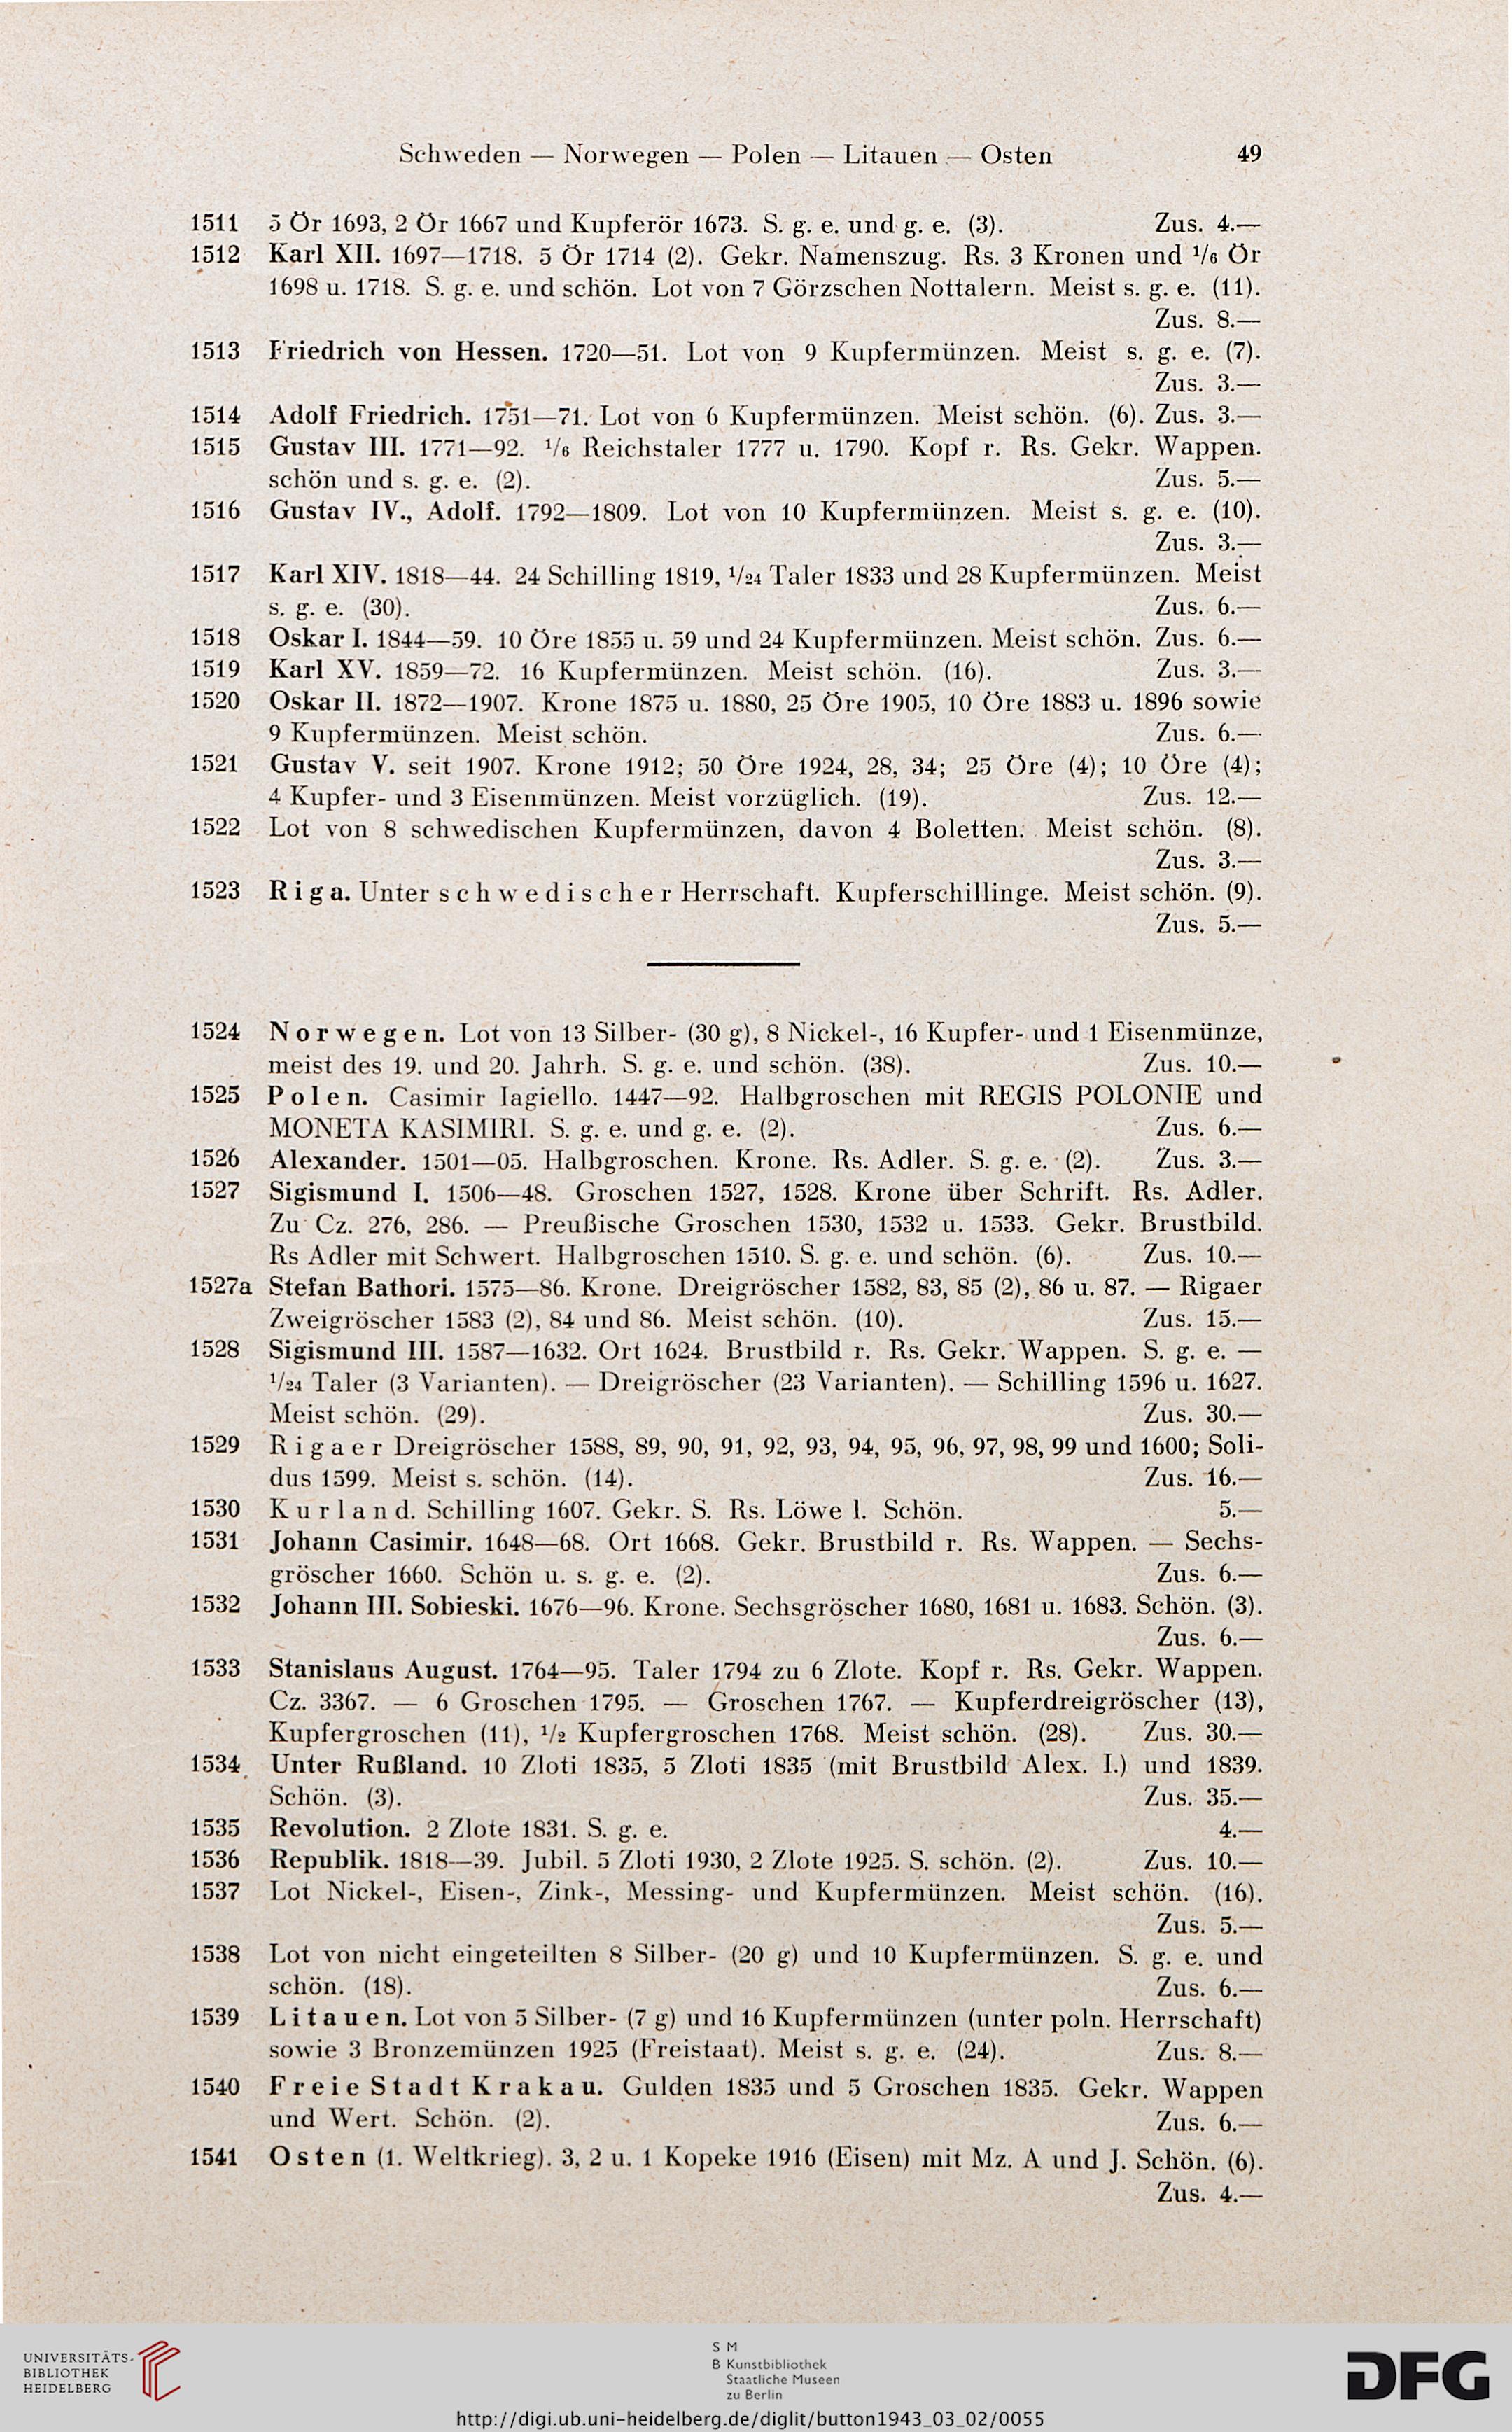 Schweden — Norwegen — Polen — Litauen — Osten 49
1511 5 Ör 1693, 2 Ör 1667 und Kupferör 1673. S. g. e. und g. e. (3). Zus. 4.—
1512 Karl XII. 1697—1718. 5 Ör 1714 (2). Gekr. Namenszug. Rs. 3 Kronen und 1/6 Ör
1698 u. 1718. S. g. e. und schön. Lot von 7 Görzschen Nottalern. Meist s. g. e. (11).
Zus. 8.—
1513 Friedrich von Hessen. 1720—51. Lot von 9 Kupfermünzen. Meist s. g. e. (7).
Zus. 3.—
1514 Adolf Friedrich. 1751—71. Lot von 6 Kupfermünzen. Meist schön. (6). Zus. 3.—
1515 Gustav III. 1771—92. 1/6 Reichstaler 1777 u. 1790. Kopf r. Rs. Gekr. Wappen.
schön und s. g. e. (2). Zus. 5.—
1516 Gustav IV., Adolf. 1792—1809. Lot von 10 Kupfermünzen. Meist s. g. e. (10).
Zus. 3.—
1517 Karl XIV. 1818—44. 24 Schilling 1819, 1/24 Taler 1833 und 28 Kupfermünzen. Meist
s. g. e. (30). Zus. 6.—
1518 Oskar I. 1844—59. 10 Öre 1855 u. 59 und 24 Kupfermünzen. Meist schön. Zus. 6.—
1519 Karl XV. 1859—72. 16 Kupfermünzen. Meist schön. (16). Zus. 3.—
1520 Oskar II. 1872—1907. Krone 1875 u. 1880, 25 Öre 1905, 10 Öre 1883 u. 1896 sowie
9 Kupfermünzen. Meist schön. Zus. 6.—
1521 Gustav V. seit 1907. Krone 1912; 50 Öre 1924, 28, 34; 25 Öre (4); 10 Öre (4);
4 Kupfer- und 3 Eisenmünzen. Meist vorzüglich. (19). Zus. 12.—
1522 Lot von 8 schwedischen Kupfermünzen, davon 4 Boletten. Meist schön. (8).
Zus. 3.—
1523 Riga. Unter schwedischer Herrschaft. Kupferschillinge. Meist schön. (9).
Zus. 5.—
1524 Norwegen. Lot von 13 Silber- (30 g), 8 Nickel-, 16 Kupfer- und 1 Eisenmünze,
meist des 19. und 20. Jahrh. S. g. e. und schön. (38). Zus. 10.—
1525 Polen. Casimir Iagiello. 1447—92. Halbgroschen mit REGIS POLONIE und
MONETA KASIMIRI. S. g. e. und g. e. (2). Zus. 6.—
1526 Alexander. 1501—05. Halbgroschen. Krone. Rs. Adler. S. g. e. (2). Zus. 3.—
1527 Sigismund I. 1506—48. Groschen 1527, 1528. Krone über Schrift. Rs. Adler.
Zu Cz. 276, 286. — Preußische Groschen 1530, 1532 u. 1533. Gekr. Brustbild.
Rs Adler mit Schwert. Halbgroschen 1510. S. g. e. und schön. (6). Zus. 10.—
1527a Stefan Bathori. 1575—86. Krone. Dreigröscher 1582, 83, 85 (2), 86 u. 87. — Rigaer
Zweigröscher 1583 (2), 84 und 86. Meist schön. (10). Zus. 15.—
1528 Sigismund III. 1587—1632. Ort 1624. Brustbild r. Rs. Gekr. Wappen. S. g. e. —
1/24 Taler (3 Varianten). — Dreigröscher (23 Varianten). — Schilling 1596 u. 1627.
Meist schön. (29). Zus. 30.—
1529 Rigaer Dreigröscher 1588, 89, 90, 91, 92, 93, 94, 95, 96, 97, 98, 99 und 1600; Soli-
dus 1599. Meist s. schön. (14). Zus. 16.—
1530 Kurland. Schilling 1607. Gekr. S. Rs. Löwe l. Schön. 5.—
1531 Johann Casimir. 1648—68. Ort 1668. Gekr. Brustbild r. Rs. Wappen. — Sechs-
gröscher 1660. Schön u. s. g. e. (2). Zus. 6.—
1532 Johann III. Sobieski. 1676—96. Krone. Sechsgröscher 1680, 1681 u. 1683. Schön. (3).
Zus. 6.—
1533 Stanislaus August. 1764—95. Taler 1794 zu 6 Zlote. Kopf r. Rs. Gekr. Wappen.
Cz. 3367. — 6 Groschen 1795. — Groschen 1767. — Kupferdreigröscher (13),
Kupfergroschen (11), 1/2 Kupfergroschen 1768. Meist schön. (28). Zus. 30.—
1534 Unter Rußland. 10 Zloti 1835, 5 Zloti 1835 (mit Brustbild Alex. I.) und 1839.
Schön. (3). Zus. 35.—
1535 Revolution. 2 Zlote 1831. S. g. e. 4.—
1536 Republik. 1818—39. Jubil. 5 Zloti 1930, 2 Zlote 1925. S. schön. (2). Zus. 10.—
1537 Lot Nickel-, Eisen-, Zink-, Messing- und Kupfermünzen. Meist schön. (16).
Zus. 5.—
1538 Lot von nicht eingeteilten 8 Silber- (20 g) und 10 Kupfermünzen. S. g. e. und
schön. (18). Zus. 6.—
1539 Litauen. Lot von 5 Silber- (7 g) und 16 Kupfermünzen (unter poln. Herrschaft)
sowie 3 Bronzemünzen 1925 (Freistaat). Meist s. g. e. (24). Zus. 8.—
1540 Freie Stadt Krakau. Gulden 1835 und 5 Groschen 1835. Gekr. Wappen
und Wert. Schön. (2). Zus. 6.—
1541 Osten (1. Weltkrieg). 3, 2 u. 1 Kopeke 1916 (Eisen) mit Mz. A und J. Schön. (6).
Zus. 4.—
UNIVERSITÄTS-
BIBLIOTHEK
HEIDELBERG
S M
B Kunstbibliothek
Staatliche Museen
zu Berlin
DFG
http://digi.ub.uni-heidelberg.de/diglit/button1943_03_02/0055